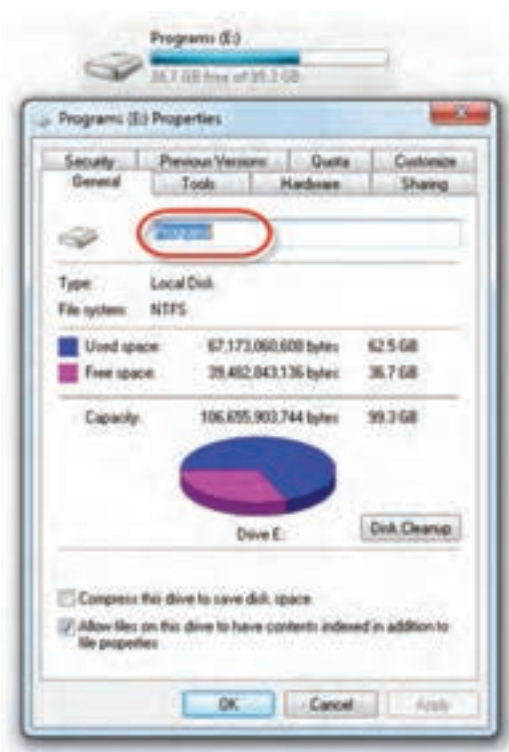 Programs (E:)
36.7 GB free of 99.3 GB
Programs (E:) Properties
Security Previous Versions Quota Customize
General Tools Hardware Sharing
Programs
Type: Local Disk
File system: NTFS
Used space: 67,173,060,608 bytes 62.5 GB
Free space: 39,482,843,136 bytes 36.7 GB
Capacity: 106,655,903,744 bytes 99.3 GB
Drive E:
Disk Cleanup
Compress this drive to save disk space
Allow files on this drive to have contents indexed in addition to
file properties
OK Cancel Apply